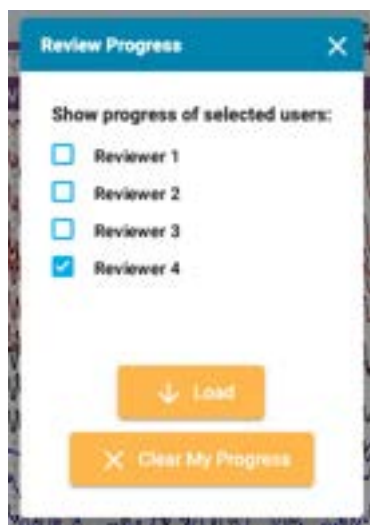 Review Progress
Show progress of selected users:
Reviewer 1
Reviewer 2
Reviewer 3
Reviewer 4
Load
Clear My Progress